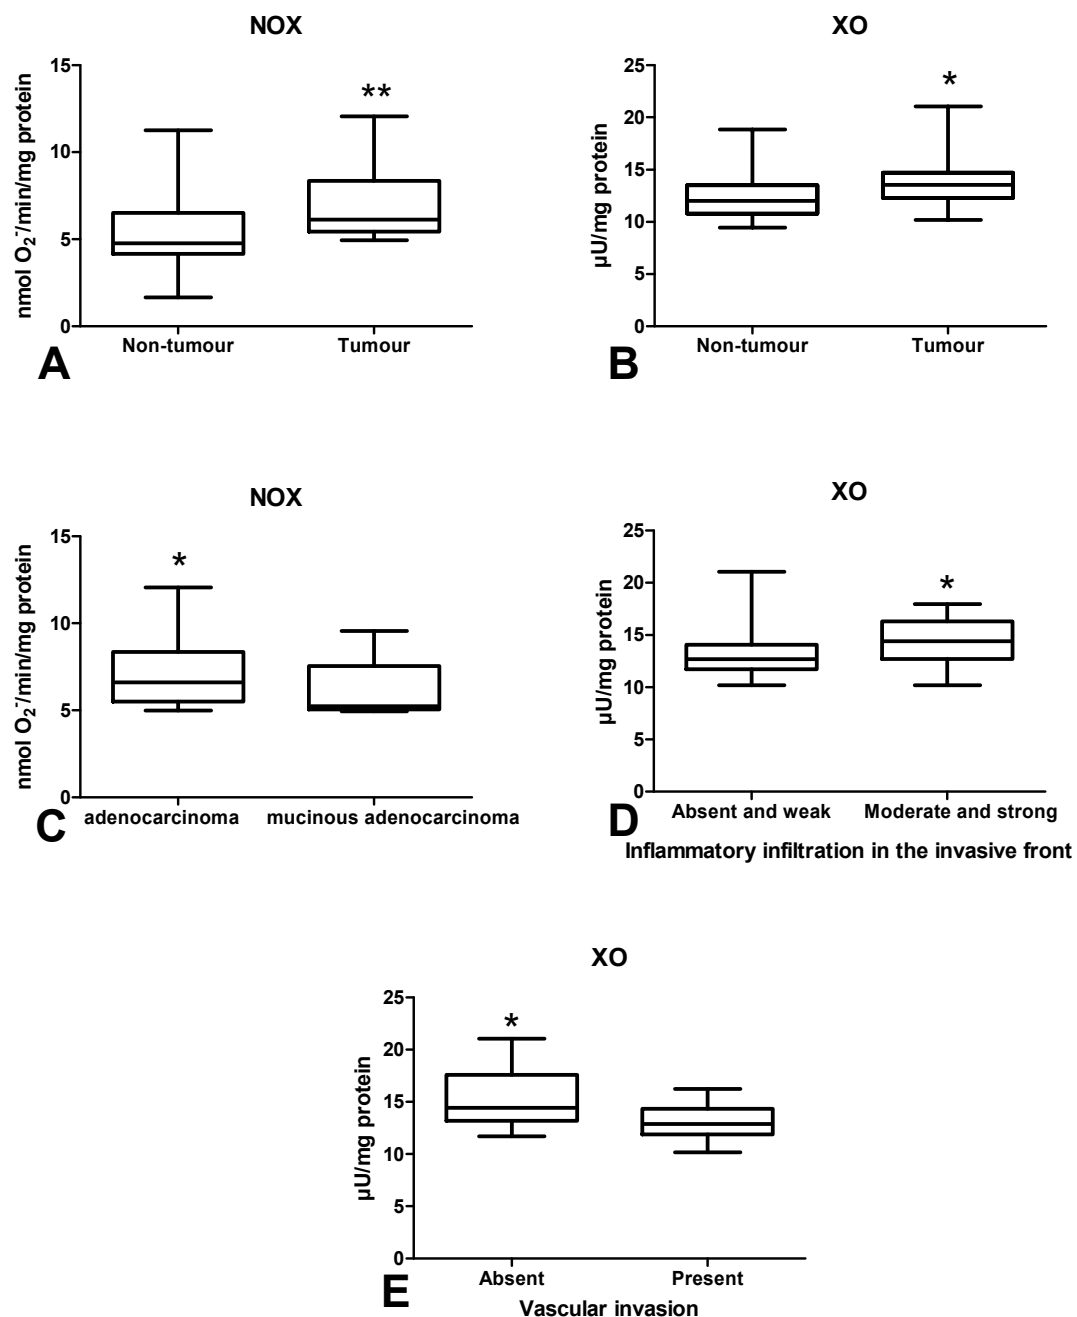 NOX
nmol O₂⁻/min/mg protein
15
**
10
5
0
Non-tumour Tumour
A
XO
µU/mg protein
25
*
20
15
10
5
0
Non-tumour Tumour
B
NOX
nmol O₂⁻/min/mg protein
15
*
10
5
0
adenocarcinoma mucinous adenocarcinoma
C
XO
µU/mg protein
25
20
*
15
10
5
0
Absent and weak Moderate and strong
D
Inflammatory infiltration in the invasive front
XO
µU/mg protein
25
*
20
15
10
5
0
Absent Present
E
Vascular invasion